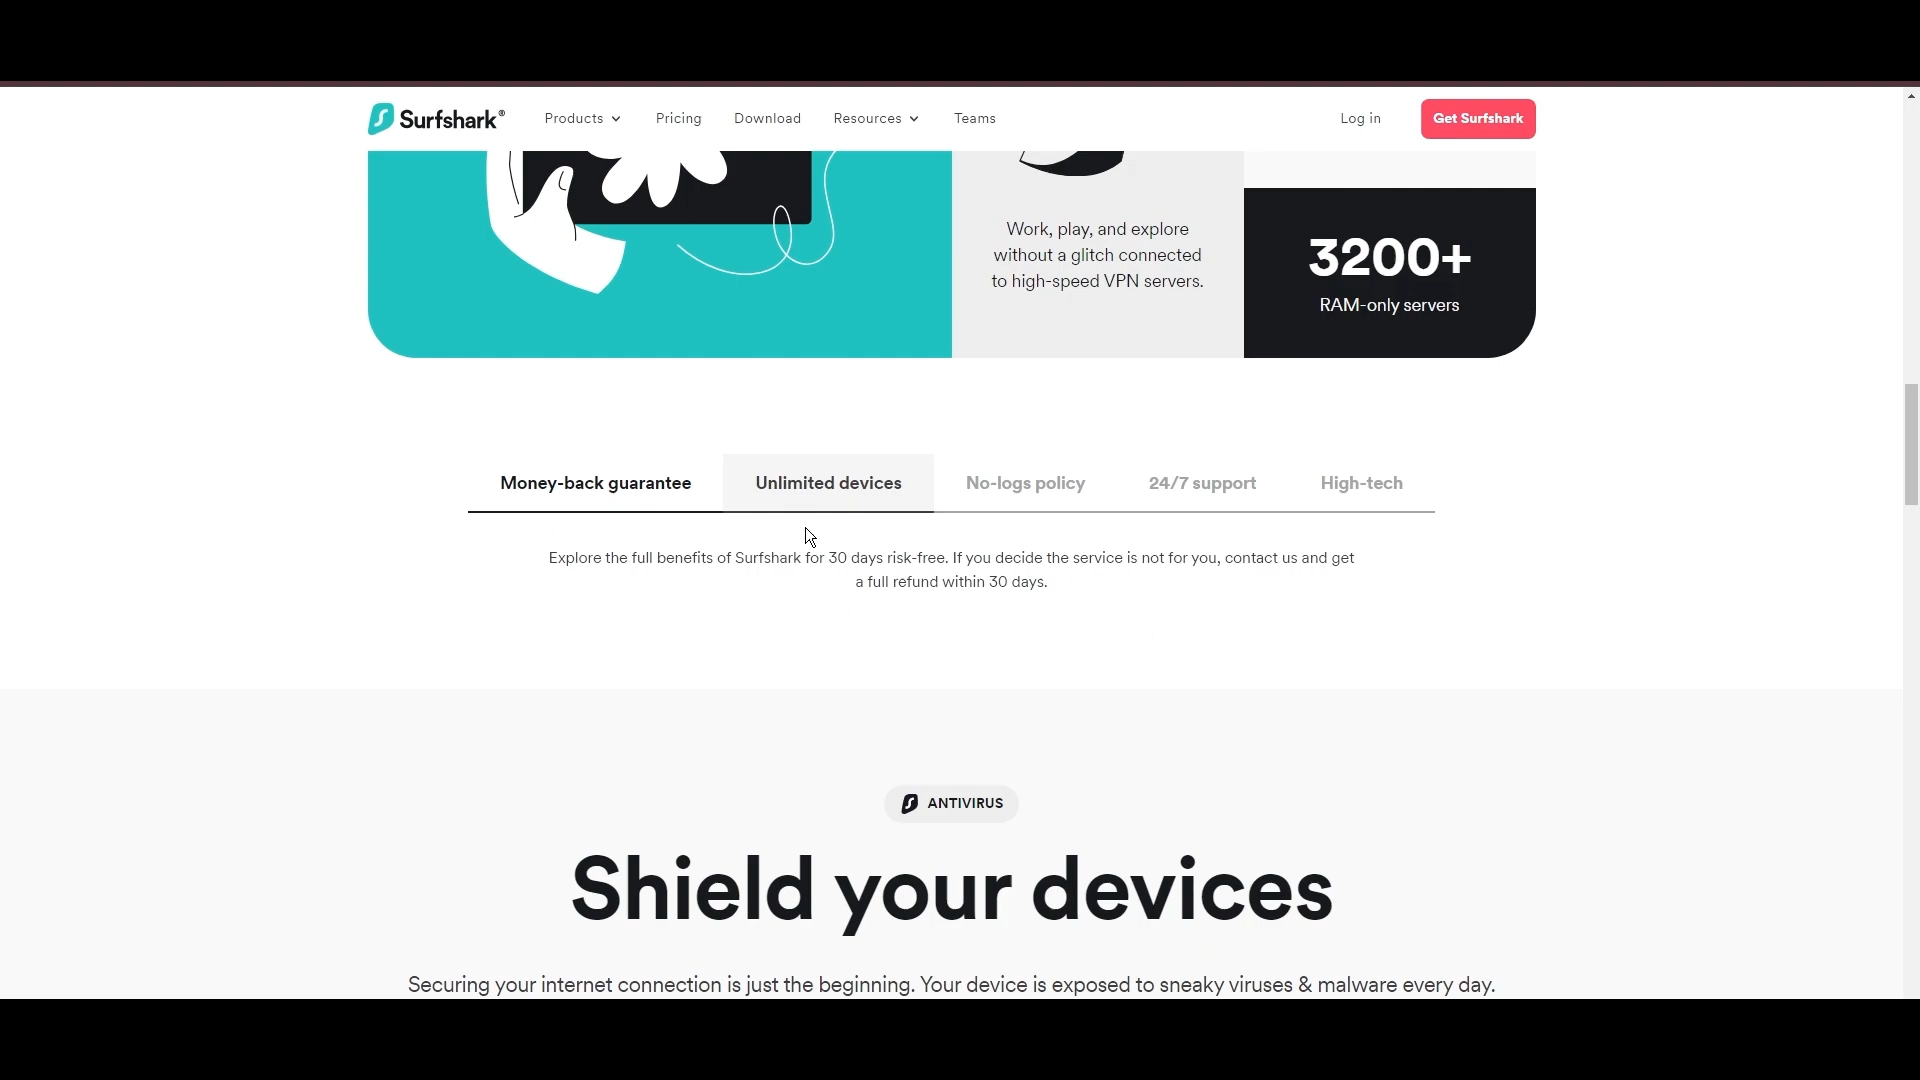 Surfshark®
Products
Pricing
Download
Resources
Teams
Log in
Get Surfshark
Work, play, and explore
without a glitch connected
to high-speed VPN servers.
3200+
RAM-only servers
Money-back guarantee
Unlimited devices
No-logs policy
24/7 support
High-tech
Explore the full benefits of Surfshark for 30 days risk-free. If you decide the service is not for you, contact us and get
a full refund within 30 days.
ANTIVIRUS
Shield your devices
Securing your internet connection is just the beginning. Your device is exposed to sneaky viruses & malware every day.